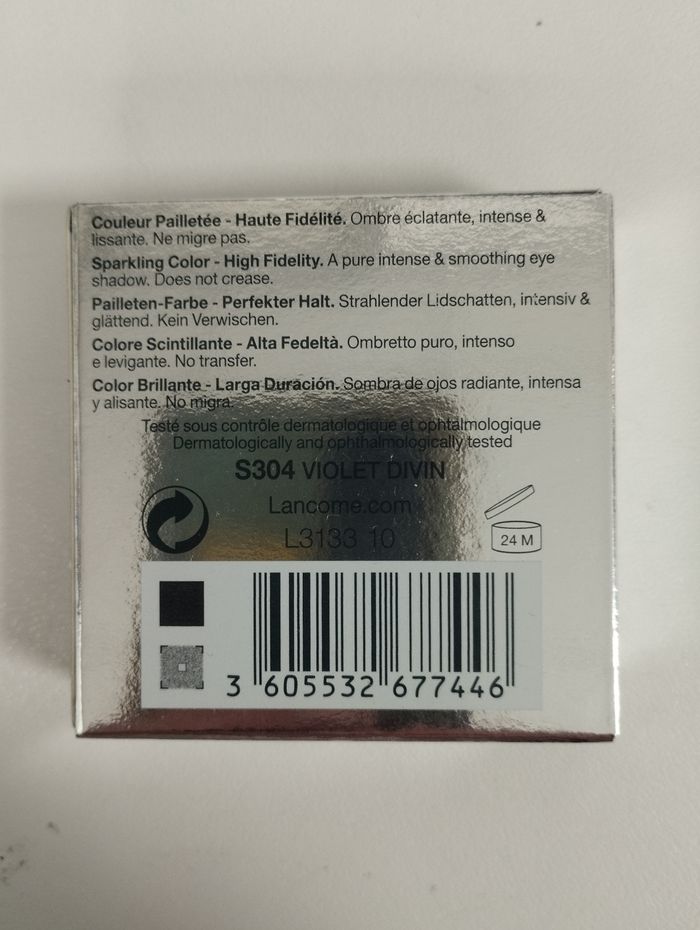 Couleur Pailletée - Haute Fidélité. Ombre éclatante, intense &
lissante. Ne migre pas.
Sparkling Color - High Fidelity. A pure intense & smoothing eye
shadow. Does not crease.
Pailleten-Farbe - Perfekter Halt. Strahlender Lidschatten, intensiv &
glättend. Kein Verwischen.
Colore Scintillante - Alta Fedeltà. Ombretto puro, intenso
e levigante. No transfer.
Color Brillante - Larga Duración. Sombra de ojos radiante, intensa
y alisante. No migra.
Testé sous contrôle dermatologique et ophtalmologique
Dermatologically and ophthalmologically tested
S304 VIOLET DIVIN
Lancome.com
L3133 10
24 M
3 605532 677446